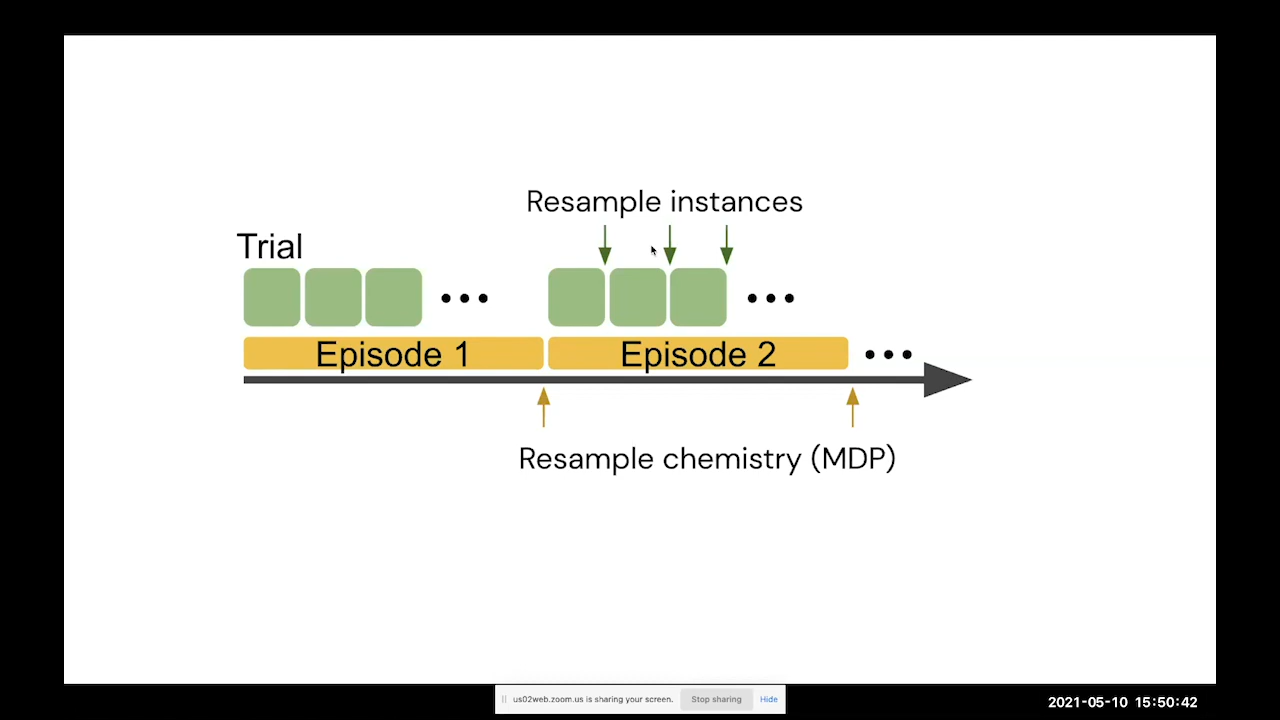 Resample instances
Trial
Episode 1
Episode 2
Resample chemistry (MDP)
us02web.zoom.us is sharing your screen.
Stop sharing
Hide
2021-05-10 15:50:42